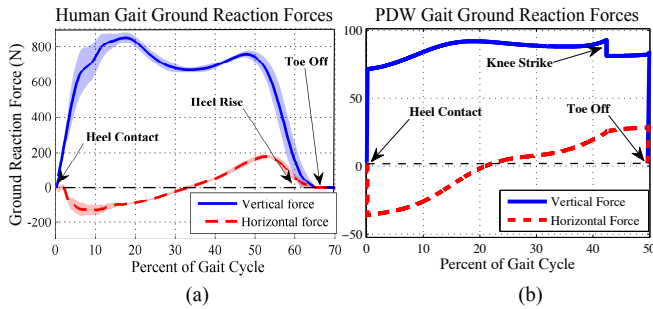 Human Gait Ground Reaction Forces
Ground Reaction Force (N)
800
600
400
200
0
-200
Toe Off
Heel Rise
Heel Contact
Vertical force
Horizontal force
0 10 20 30 40 50 60 70
Percent of Gait Cycle
(a)
PDW Gait Ground Reaction Forces
100
50
0
-50
Knee Strike
Heel Contact
Toe Off
Vertical Force
Horizontal Force
0 10 20 30 40 50
Percent of Gait Cycle
(b)